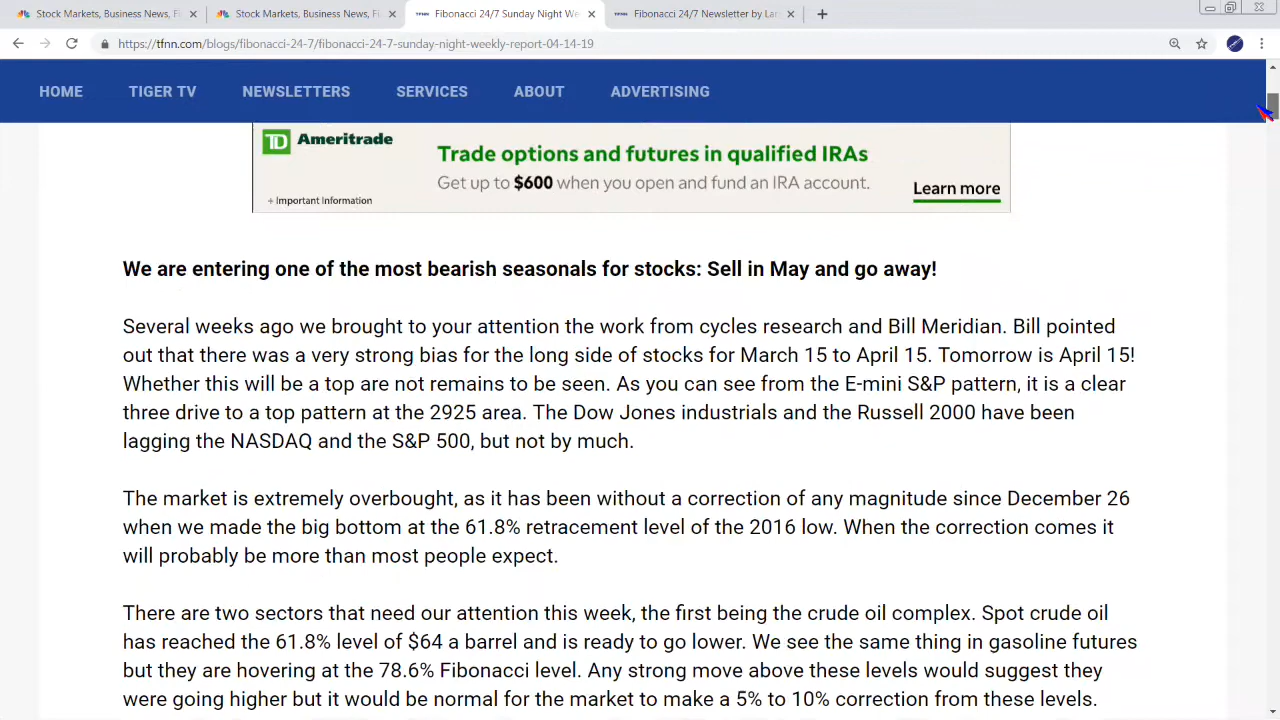 Stock Markets, Business News, Fi
Stock Markets, Business News, Fi
TFNN Fibonacci 24/7 Sunday Night We
TFNN Fibonacci 24/7 Newsletter by Lar
https://tfnn.com/blogs/fibonacci-24-7/fibonacci-24-7-sunday-night-weekly-report-04-14-19
HOME TIGER TV NEWSLETTERS SERVICES ABOUT ADVERTISING
TD Ameritrade
Trade options and futures in qualified IRAs
Get up to $600 when you open and fund an IRA account.
Learn more
+ Important Information
We are entering one of the most bearish seasonals for stocks: Sell in May and go away!
Several weeks ago we brought to your attention the work from cycles research and Bill Meridian. Bill pointed
out that there was a very strong bias for the long side of stocks for March 15 to April 15. Tomorrow is April 15!
Whether this will be a top are not remains to be seen. As you can see from the E-mini S&P pattern, it is a clear
three drive to a top pattern at the 2925 area. The Dow Jones industrials and the Russell 2000 have been
lagging the NASDAQ and the S&P 500, but not by much.
The market is extremely overbought, as it has been without a correction of any magnitude since December 26
when we made the big bottom at the 61.8% retracement level of the 2016 low. When the correction comes it
will probably be more than most people expect.
There are two sectors that need our attention this week, the first being the crude oil complex. Spot crude oil
has reached the 61.8% level of $64 a barrel and is ready to go lower. We see the same thing in gasoline futures
but they are hovering at the 78.6% Fibonacci level. Any strong move above these levels would suggest they
were going higher but it would be normal for the market to make a 5% to 10% correction from these levels.